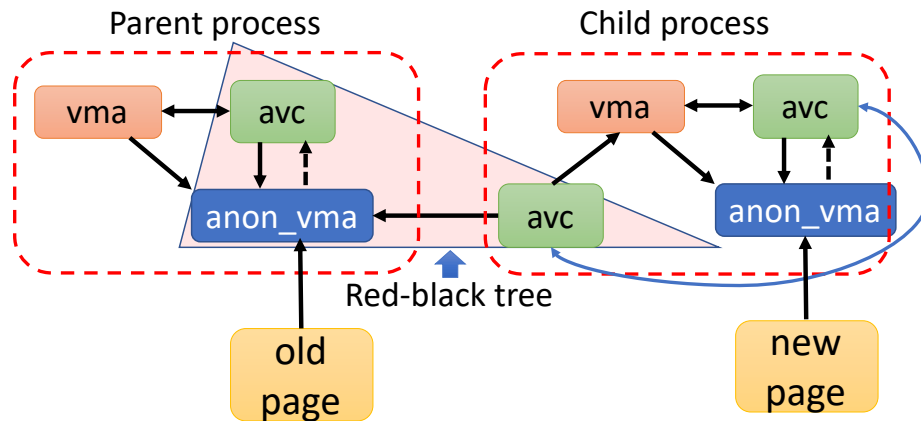 Parent process
Child process
vma
avc
vma
avc
anon_vma
avc
anon_vma
Red-black tree
old
page
new
page